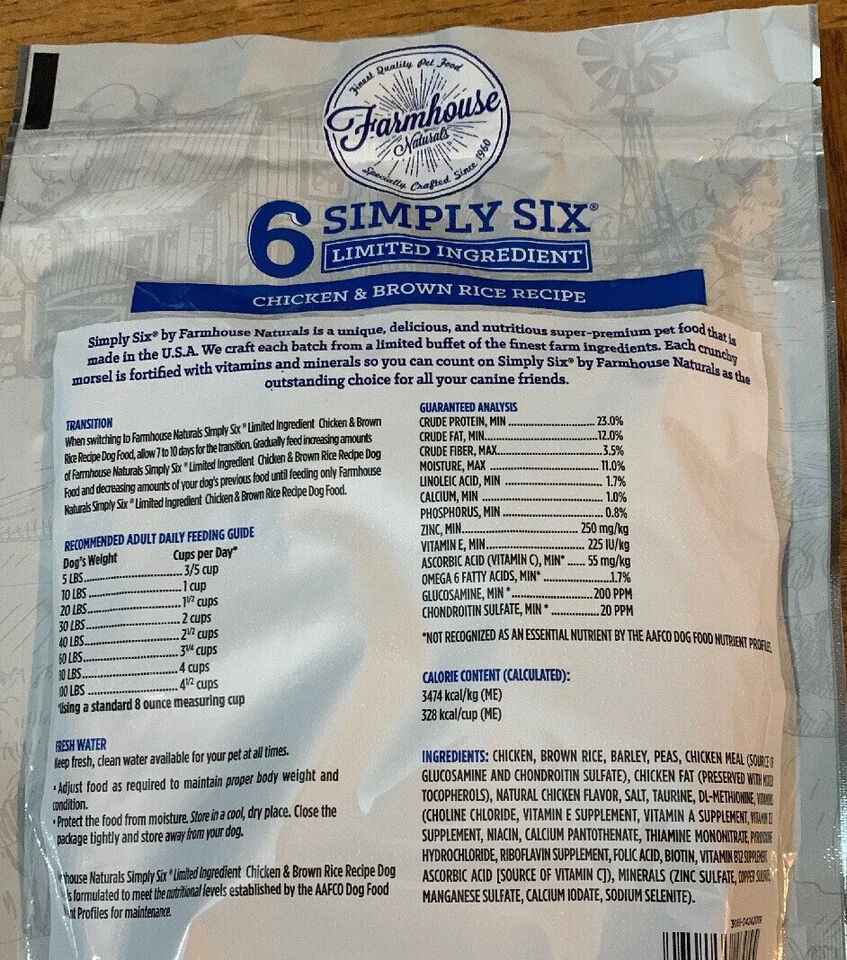 Finest Quality Pet Food
Farmhouse
Naturals
Specially Crafted Since 1960
6 SIMPLY SIX®
LIMITED INGREDIENT
CHICKEN & BROWN RICE RECIPE
Simply Six® by Farmhouse Naturals is a unique, delicious, and nutritious super-premium pet food that is
made in the U.S.A. We craft each batch from a limited buffet of the finest farm ingredients. Each crunchy
morsel is fortified with vitamins and minerals so you can count on Simply Six® by Farmhouse Naturals as the
outstanding choice for all your canine friends.
TRANSITION
When switching to Farmhouse Naturals Simply Six® Limited Ingredient Chicken & Brown
Rice Recipe Dog Food, allow 7 to 10 days for the transition. Gradually feed increasing amounts
of Farmhouse Naturals Simply Six® Limited Ingredient Chicken & Brown Rice Recipe Dog
Food and decreasing amounts of your dog's previous food until feeding only Farmhouse
Naturals Simply Six® Limited Ingredient Chicken & Brown Rice Recipe Dog Food.
RECOMMENDED ADULT DAILY FEEDING GUIDE
Dog's Weight Cups per Day*
5 LBS 3/5 cup
10 LBS 1 cup
20 LBS 1 1/2 cups
30 LBS 2 cups
40 LBS 2 1/2 cups
60 LBS 3 1/4 cups
80 LBS 4 cups
100 LBS 4 1/2 cups
*Using a standard 8 ounce measuring cup
FRESH WATER
Keep fresh, clean water available for your pet at all times.
• Adjust food as required to maintain proper body weight and
condition.
• Protect the food from moisture. Store in a cool, dry place. Close the
package tightly and store away from your dog.
house Naturals Simply Six® Limited Ingredient Chicken & Brown Rice Recipe Dog
s formulated to meet the nutritional levels established by the AAFCO Dog Food
nt Profiles for maintenance.
GUARANTEED ANALYSIS
CRUDE PROTEIN, MIN 23.0%
CRUDE FAT, MIN 12.0%
CRUDE FIBER, MAX 3.5%
MOISTURE, MAX 11.0%
LINOLEIC ACID, MIN 1.7%
CALCIUM, MIN 1.0%
PHOSPHORUS, MIN 0.8%
ZINC, MIN 250 mg/kg
VITAMIN E, MIN 225 IU/kg
ASCORBIC ACID (VITAMIN C), MIN* 55 mg/kg
OMEGA 6 FATTY ACIDS, MIN* 1.7%
GLUCOSAMINE, MIN * 200 PPM
CHONDROITIN SULFATE, MIN * 20 PPM
*NOT RECOGNIZED AS AN ESSENTIAL NUTRIENT BY THE AAFCO DOG FOOD NUTRIENT PROFILES.
CALORIE CONTENT (CALCULATED):
3474 kcal/kg (ME)
328 kcal/cup (ME)
INGREDIENTS: CHICKEN, BROWN RICE, BARLEY, PEAS, CHICKEN MEAL (SOURCE OF
GLUCOSAMINE AND CHONDROITIN SULFATE), CHICKEN FAT (PRESERVED WITH MIXED
TOCOPHEROLS), NATURAL CHICKEN FLAVOR, SALT, TAURINE, DL-METHIONINE, VITAMINS
(CHOLINE CHLORIDE, VITAMIN E SUPPLEMENT, VITAMIN A SUPPLEMENT, VITAMIN D3
SUPPLEMENT, NIACIN, CALCIUM PANTOTHENATE, THIAMINE MONONITRATE, PYRIDOXINE
HYDROCHLORIDE, RIBOFLAVIN SUPPLEMENT, FOLIC ACID, BIOTIN, VITAMIN B12 SUPPLEMENT,
ASCORBIC ACID [SOURCE OF VITAMIN C]), MINERALS (ZINC SULFATE, COPPER SULFATE,
MANGANESE SULFATE, CALCIUM IODATE, SODIUM SELENITE).